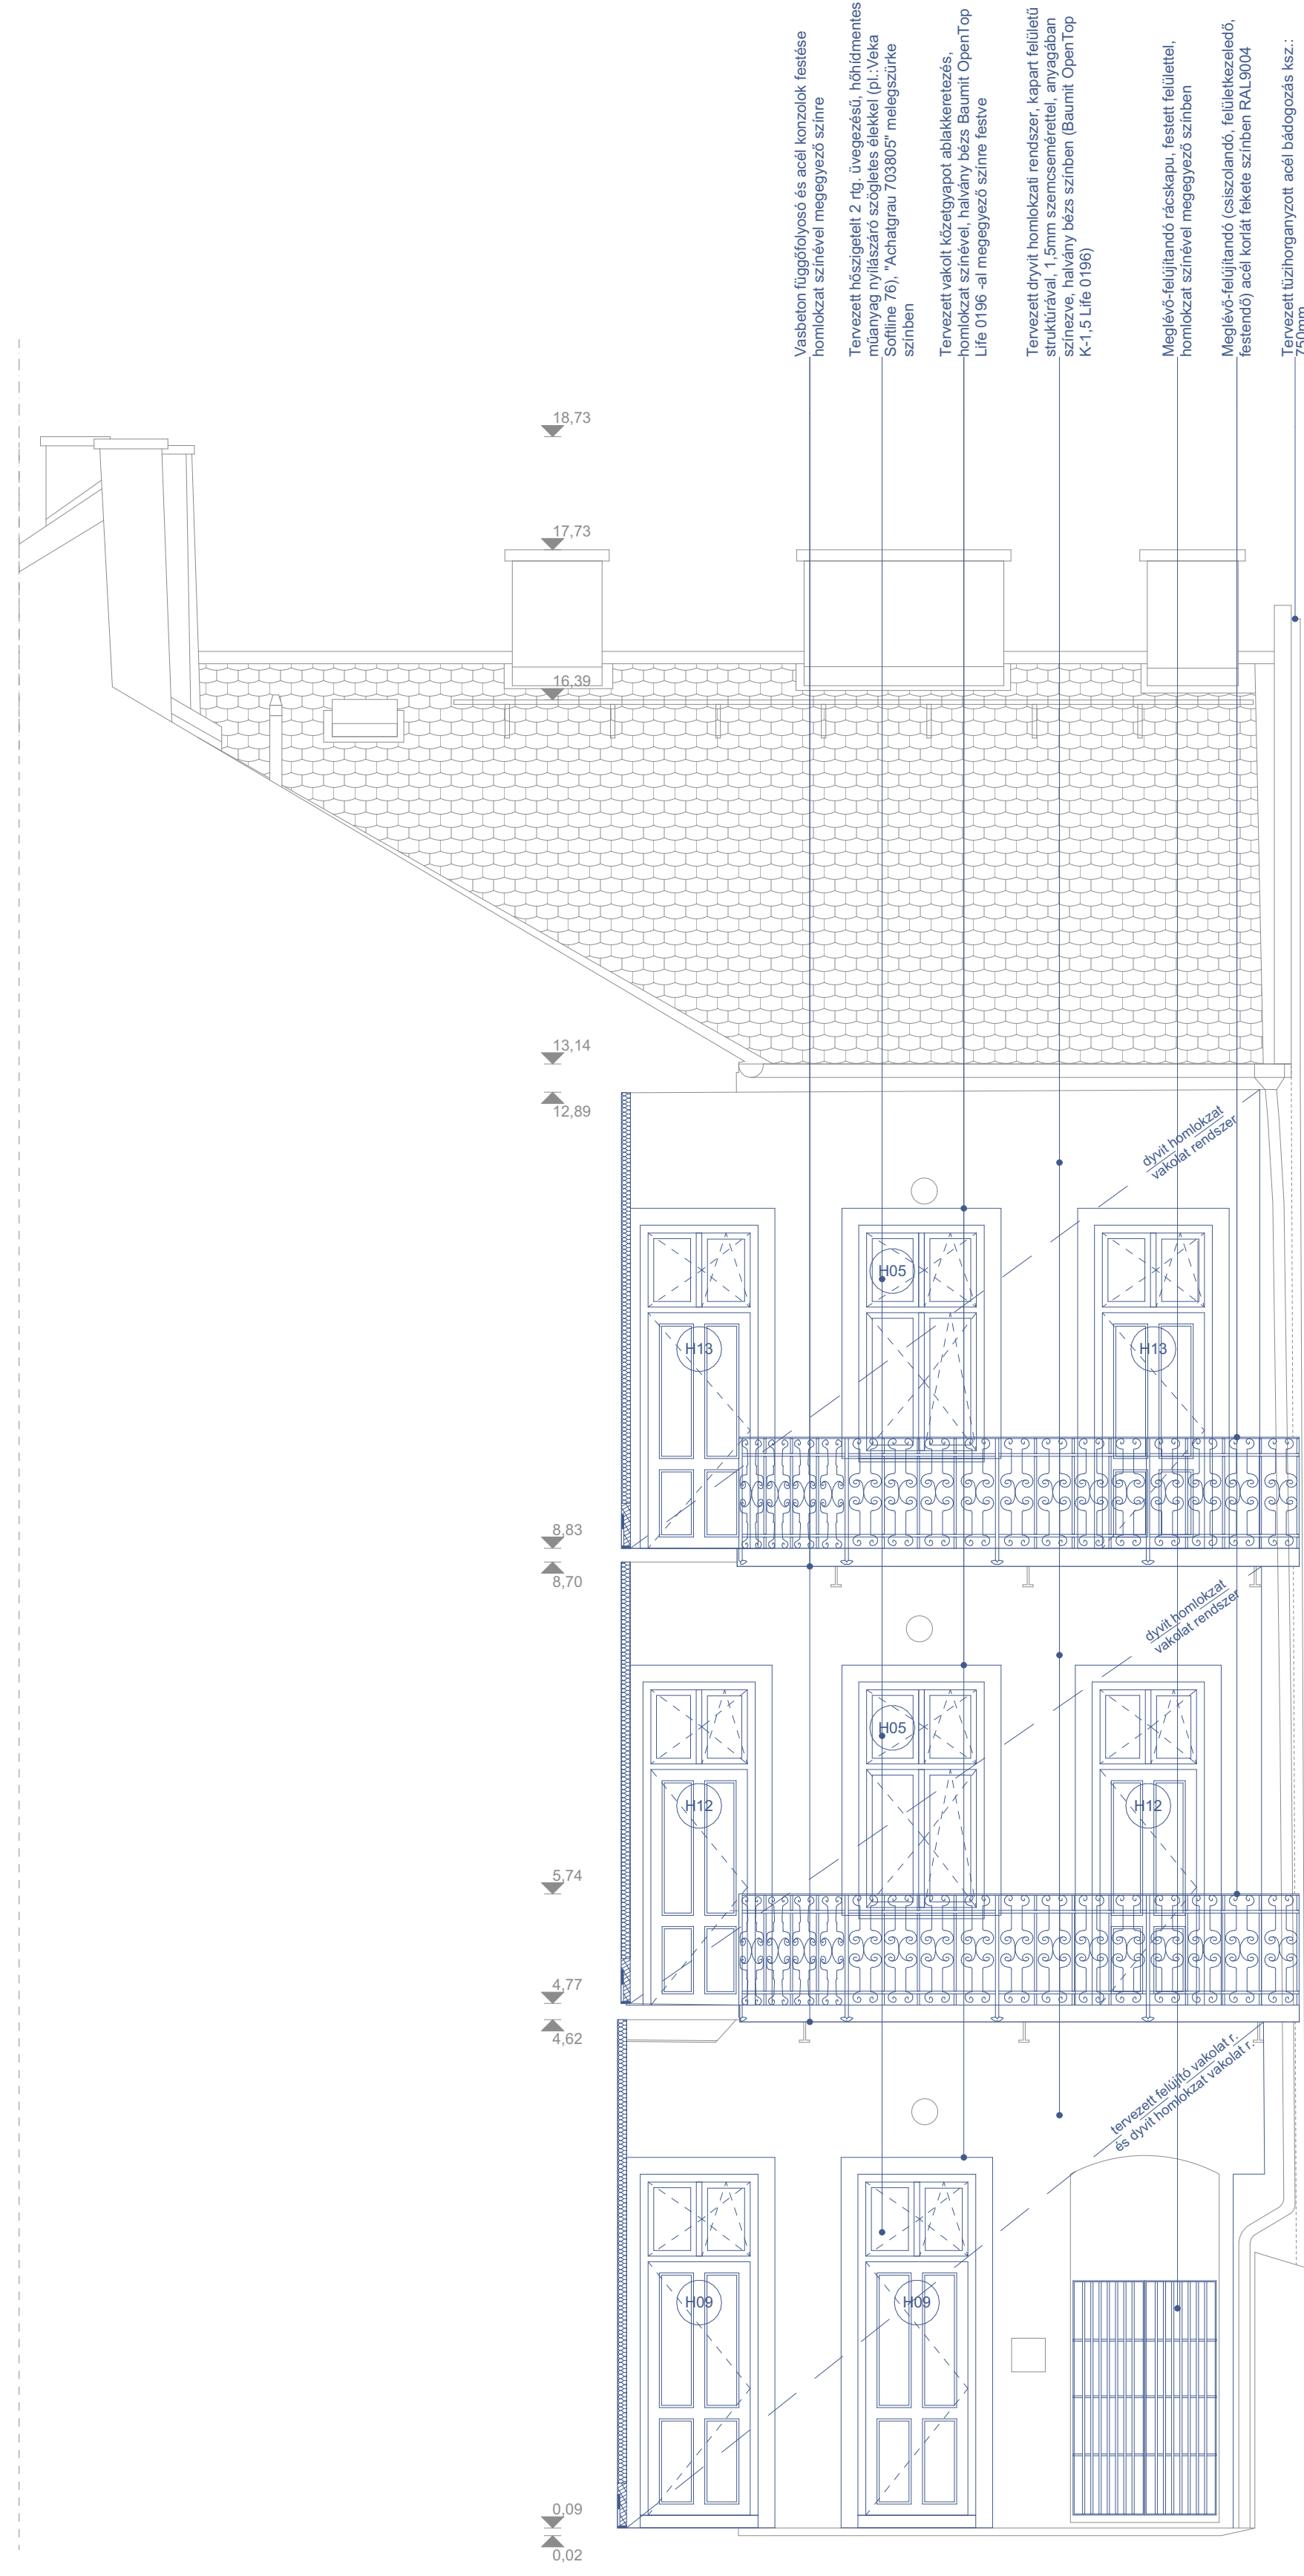 Vasbeton függőfolyosó és acél konzolok festése
homlokzat színével megegyező színre
Tervezett hőszigetelt 2 rtg. üvegezésű, hőhídmentes
műanyag nyílászáró szögletes élekkel (pl.:Veka
Softline 76), "Achatgrau 703805" melegszürke
színben
Tervezett vakolt kőzetgyapot ablakkeretezés,
homlokzat színével, halvány bézs Baumit OpenTop
Life 0196 -al megegyező színre festve
Tervezett dryvit homlokzati rendszer, kapart felületű
struktúrával, 1,5mm szemcsemérettel, anyagában
színezve, halvány bézs színben (Baumit OpenTop
K-1,5 Life 0196)
Meglévő-felújítandó rácskapu, festett felülettel,
homlokzat színével megegyező színben
Meglévő-felújítandó (csiszolandó, felületkezeledő,
festendő) acél korlát fekete színben RAL9004
Tervezett tüzihorganyzott acél bádogozás ksz.:
750mm
18,73
17,73
16,39
13,14
12,89
dyvit homlokzat
vakolat rendszer
H05
H13
H13
8,83
8,70
dyvit homlokzat
vakolat rendszer
H05
H12
H12
5,74
4,77
4,62
tervezett felújító vakolat r.
és dyvit homlokzat vakolat r.
H09
H09
0,09
0,02